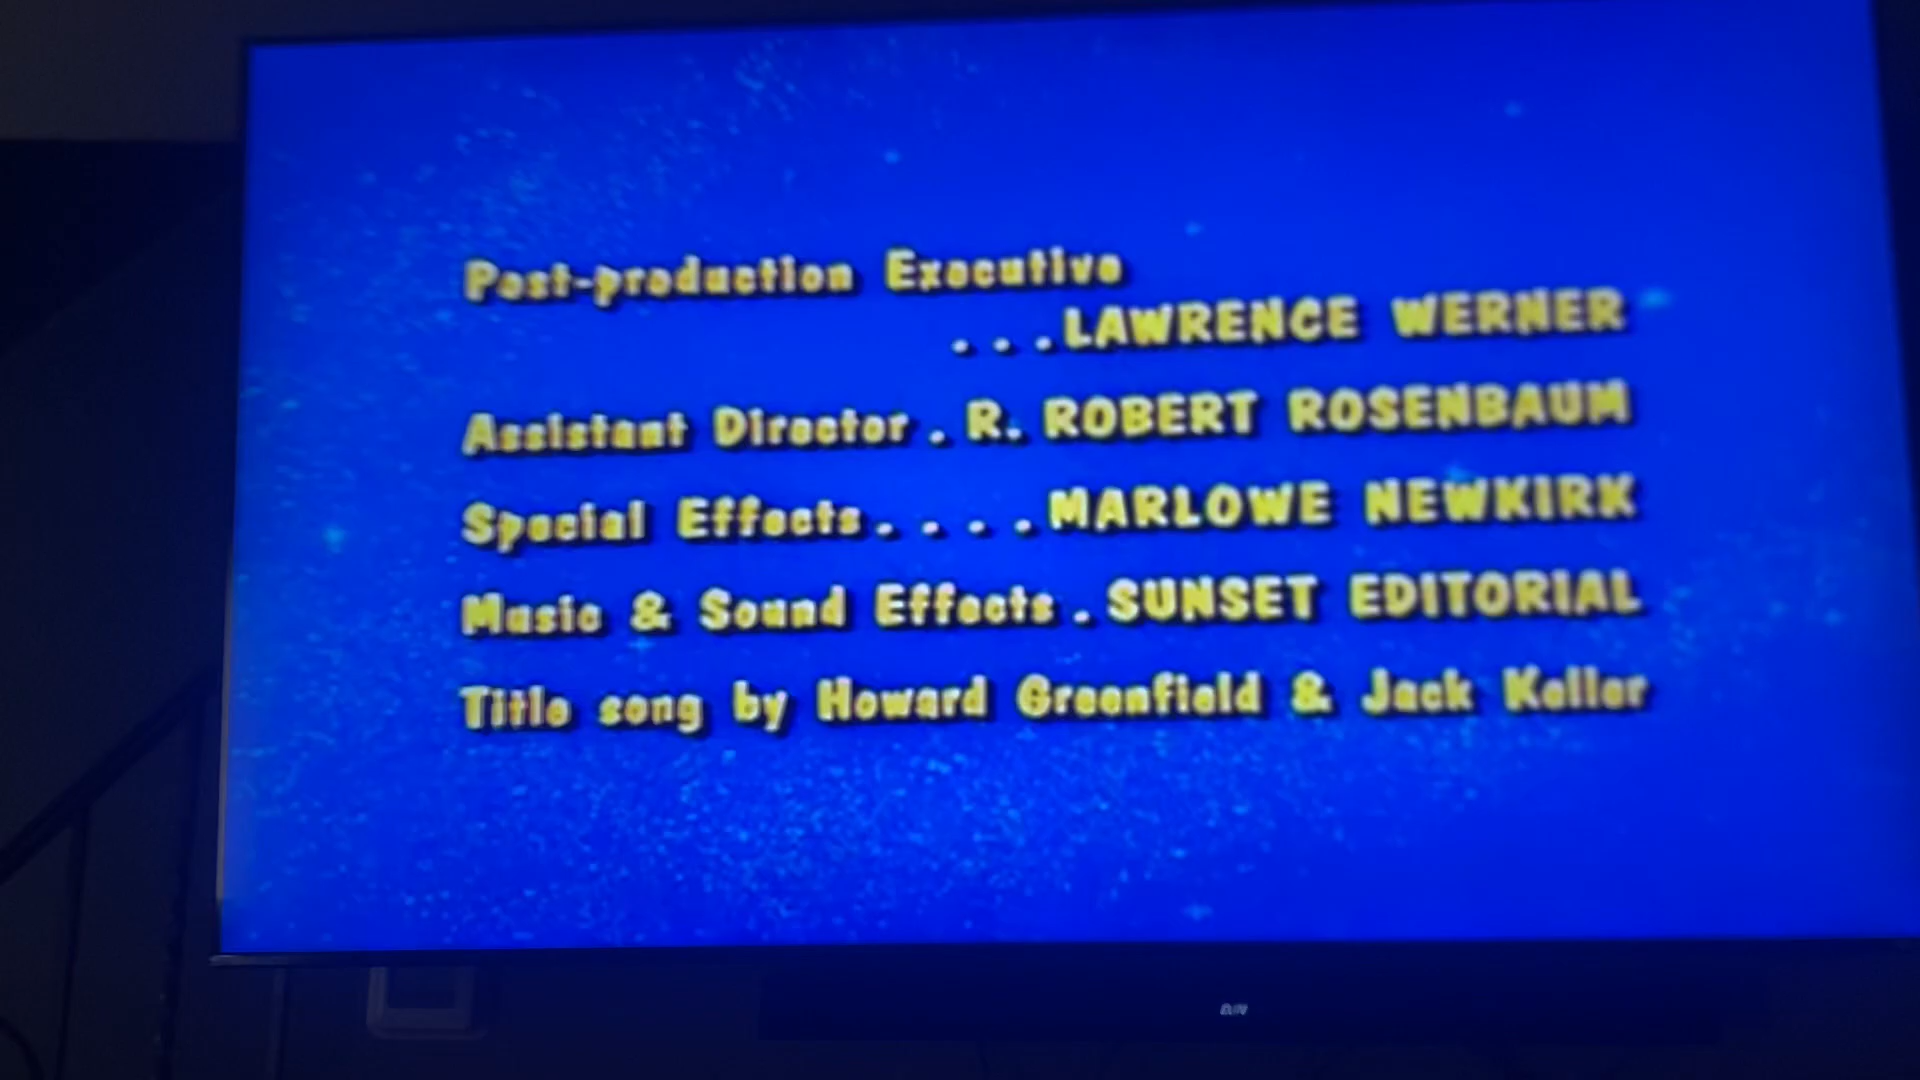 Post-production Executive
. . . LAWRENCE WERNER
Assistant Director . R. ROBERT ROSENBAUM
Special Effects . . . . MARLOWE NEWKIRK
Music & Sound Effects . SUNSET EDITORIAL
Title song by Howard Greenfield & Jack Keller